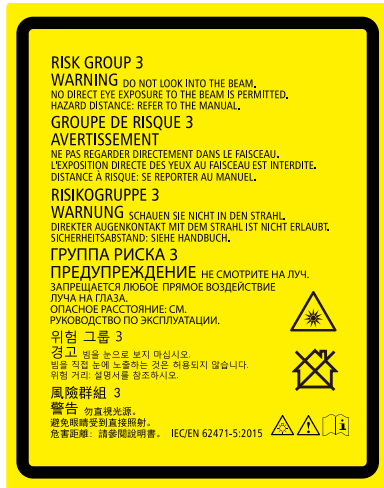 RISK GROUP 3
WARNING DO NOT LOOK INTO THE BEAM.
NO DIRECT EYE EXPOSURE TO THE BEAM IS PERMITTED.
HAZARD DISTANCE: REFER TO THE MANUAL.
GROUPE DE RISQUE 3
AVERTISSEMENT
NE PAS REGARDER DIRECTEMENT DANS LE FAISCEAU.
L'EXPOSITION DIRECTE DES YEUX AU FAISCEAU EST INTERDITE.
DISTANCE À RISQUE: SE REPORTER AU MANUEL.
RISIKOGRUPPE 3
WARNUNG SCHAUEN SIE NICHT IN DEN STRAHL.
DIREKTER AUGENKONTAKT MIT DEM STRAHL IST NICHT ERLAUBT.
SICHERHEITSABSTAND: SIEHE HANDBUCH.
ГРУППА РИСКА 3
ПРЕДУПРЕЖДЕНИЕ НЕ СМОТРИТЕ НА ЛУЧ.
ЗАПРЕЩАЕТСЯ ЛЮБОЕ ПРЯМОЕ ВОЗДЕЙСТВИЕ
ЛУЧА НА ГЛАЗА.
ОПАСНОЕ РАССТОЯНИЕ: СМ.
РУКОВОДСТВО ПО ЭКСПЛУАТАЦИИ.
위험 그룹 3
경고 빔을 눈으로 보지 마십시오.
빔을 직접 눈에 노출하는 것은 허용되지 않습니다.
위험 거리: 설명서를 참조하십시오.
風險群組 3
警告 勿直視光源。
避免眼睛受到直接照射。
危害距離: 請參閱說明書。 IEC/EN 62471-5:2015